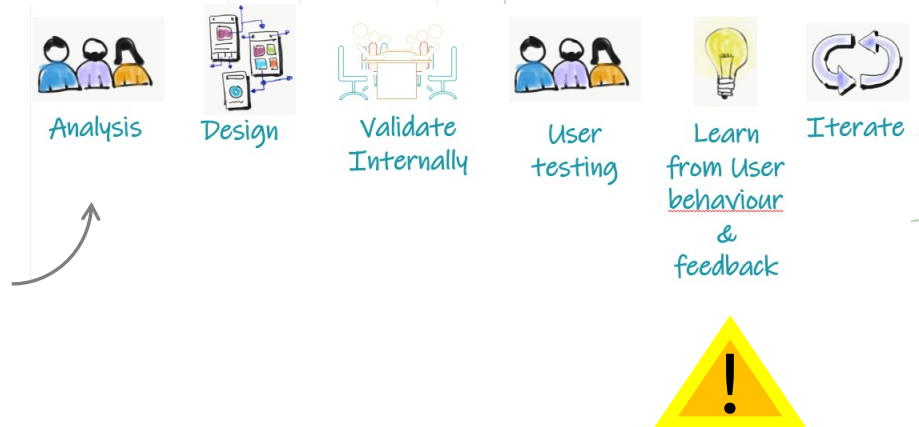 Analysis
Design
Validate
Internally
User
testing
Learn
from User
behaviour
&
feedback
Iterate
!